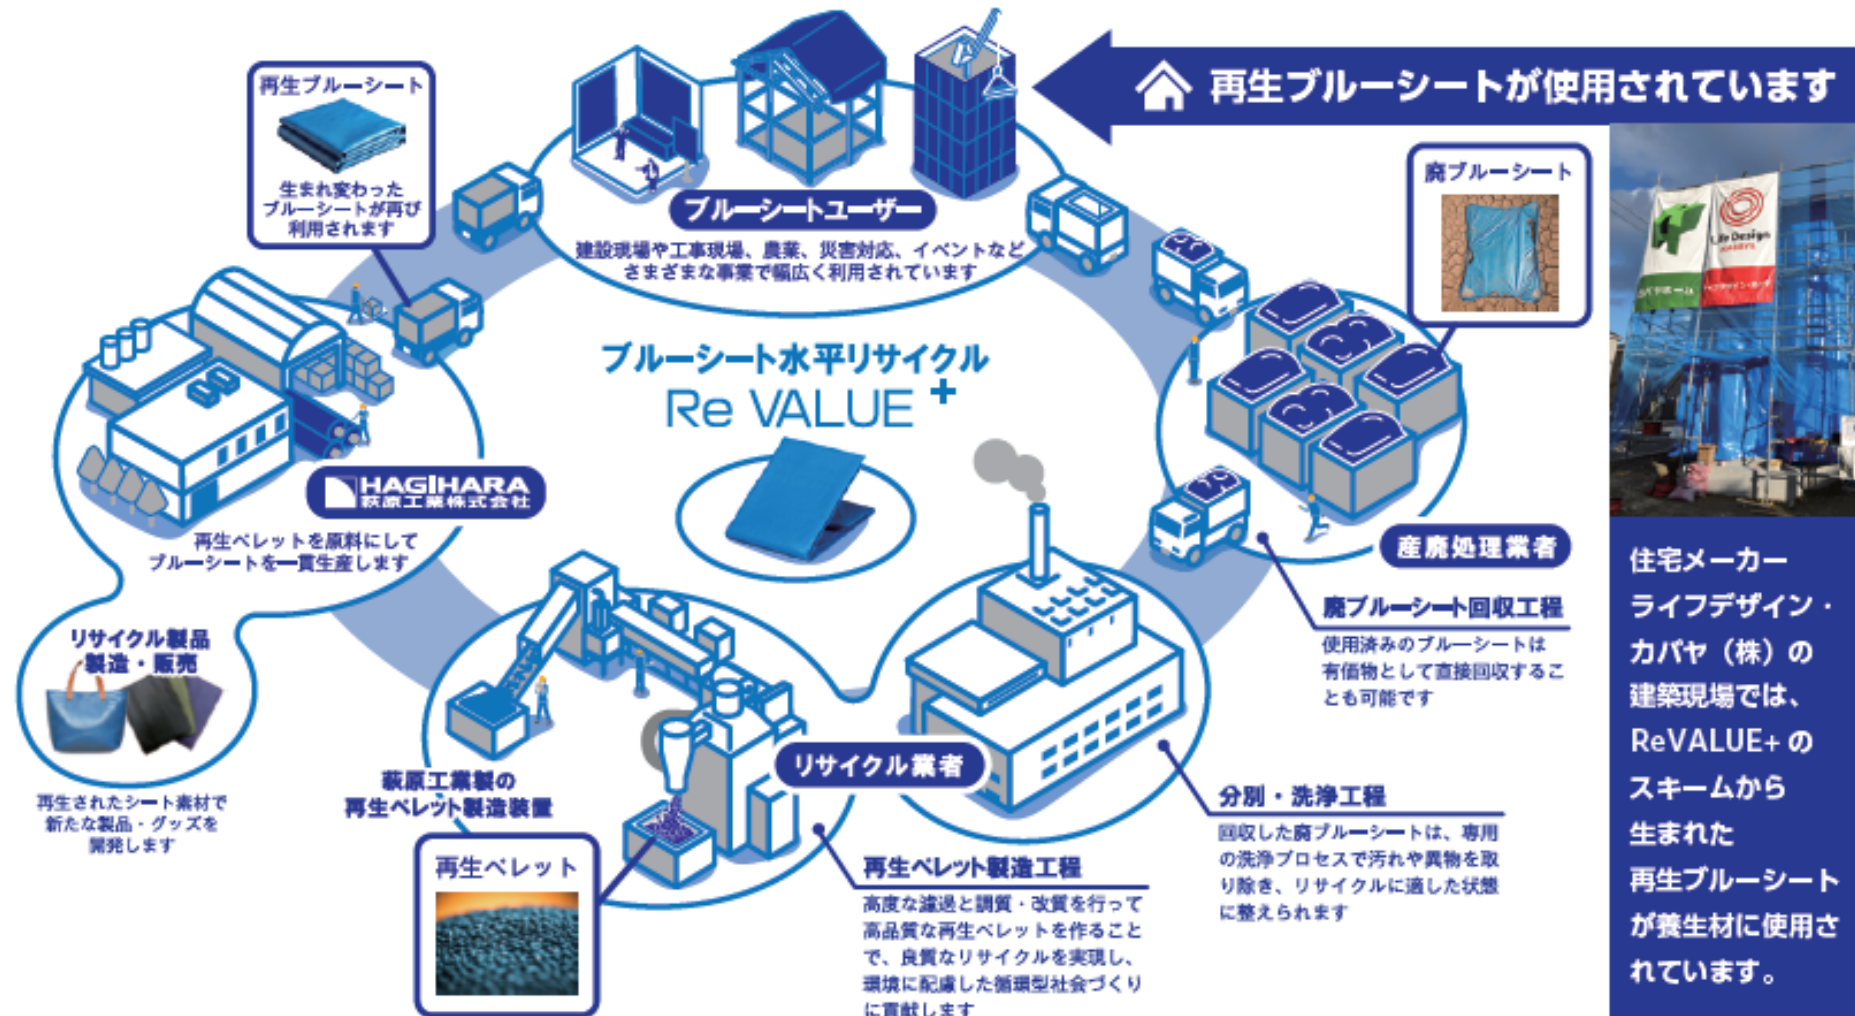 再生ブルーシートが使用されています
再生ブルーシート
生まれ変わった
ブルーシートが再び
利用されます
ブルーシートユーザー
建設現場や工事現場、農業、災害対応、イベントなど
さまざまな事業で幅広く利用されています
廃ブルーシート
Life Design
ブルーシート水平リサイクル
Re VALUE +
HAGIHARA
萩原工業株式会社
再生ペレットを原料にして
ブルーシートを一貫生産します
産廃処理業者
廃ブルーシート回収工程
使用済みのブルーシートは
有価物として直接回収するこ
とも可能です
リサイクル製品
製造・販売
再生されたシート素材で
新たな製品・グッズを
開発します
リサイクル業者
萩原工業製の
再生ペレット製造装置
再生ペレット
分別・洗浄工程
回収した廃ブルーシートは、専用
の洗浄プロセスで汚れや異物を取
り除き、リサイクルに適した状態
に整えられます
再生ペレット製造工程
高度な濾過と調質・改質を行って
高品質な再生ペレットを作ること
で、良質なリサイクルを実現し、
環境に配慮した循環型社会づくり
に貢献します
住宅メーカー
ライフデザイン・
カバヤ（株）の
建築現場では、
ReVALUE+ の
スキームから
生まれた
再生ブルーシート
が養生材に使用さ
れています。